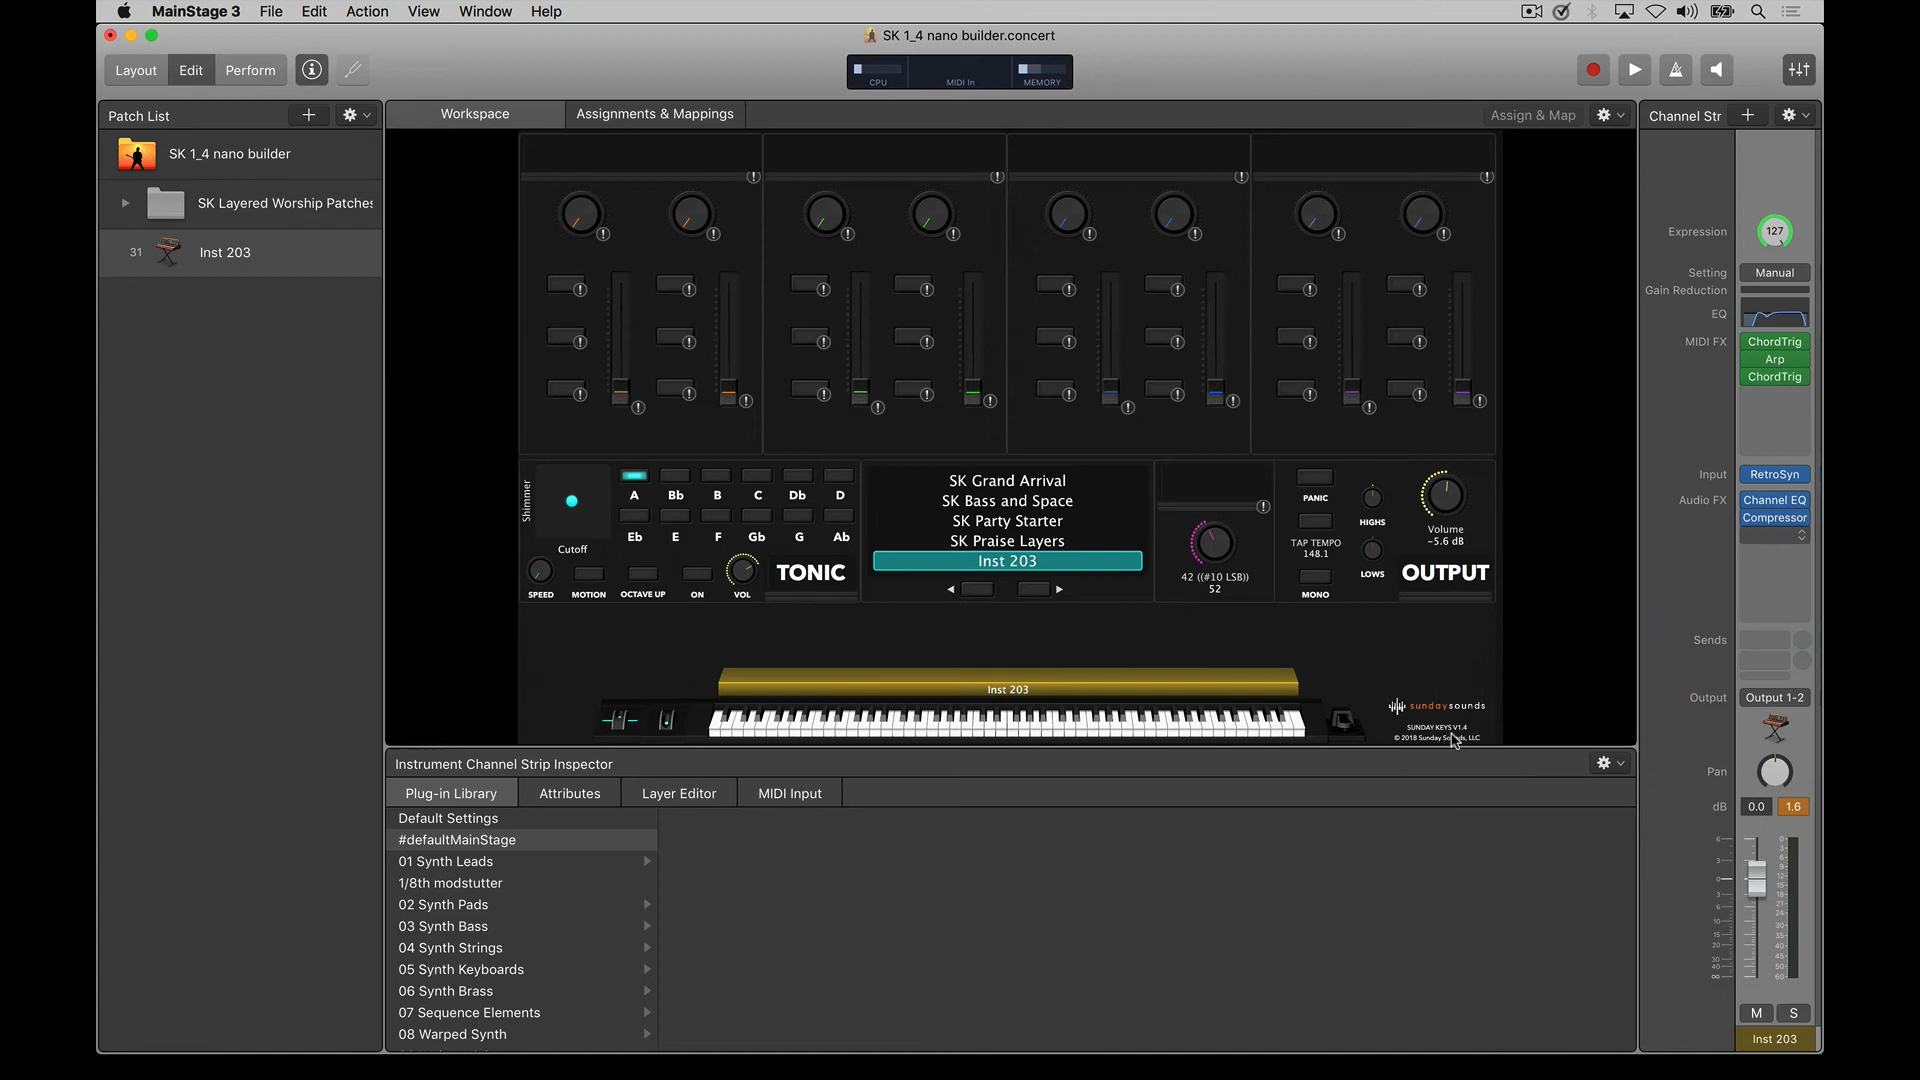 MainStage 3 File Edit Action View Window Help
SK 1_4 nano builder.concert
Layout Edit Perform
CPU MIDI In MEMORY
Patch List
Workspace Assignments & Mappings Assign & Map
Channel Str
SK 1_4 nano builder
SK Layered Worship Patches
31 Inst 203
Shimmer
A Bb B C Db D
Eb E F Gb G Ab
Cutoff
SPEED MOTION OCTAVE UP ON VOL
TONIC
SK Grand Arrival
SK Bass and Space
SK Party Starter
SK Praise Layers
Inst 203
42 ((#10 LSB))
52
PANIC
TAP TEMPO
148.1
MONO
HIGHS
LOWS
Volume
-5.6 dB
OUTPUT
Inst 203
sundaysounds
SUNDAY KEYS V1.4
© 2018 Sunday Sounds, LLC
Instrument Channel Strip Inspector
Plug-in Library Attributes Layer Editor MIDI Input
Default Settings
#defaultMainStage
01 Synth Leads
1/8th modstutter
02 Synth Pads
03 Synth Bass
04 Synth Strings
05 Synth Keyboards
06 Synth Brass
07 Sequence Elements
08 Warped Synth
Expression 127
Setting Manual
Gain Reduction
EQ
MIDI FX ChordTrig
Arp
ChordTrig
Input RetroSyn
Audio FX Channel EQ
Compressor
Sends
Output Output 1-2
Pan
dB 0.0 1.6
M S
Inst 203